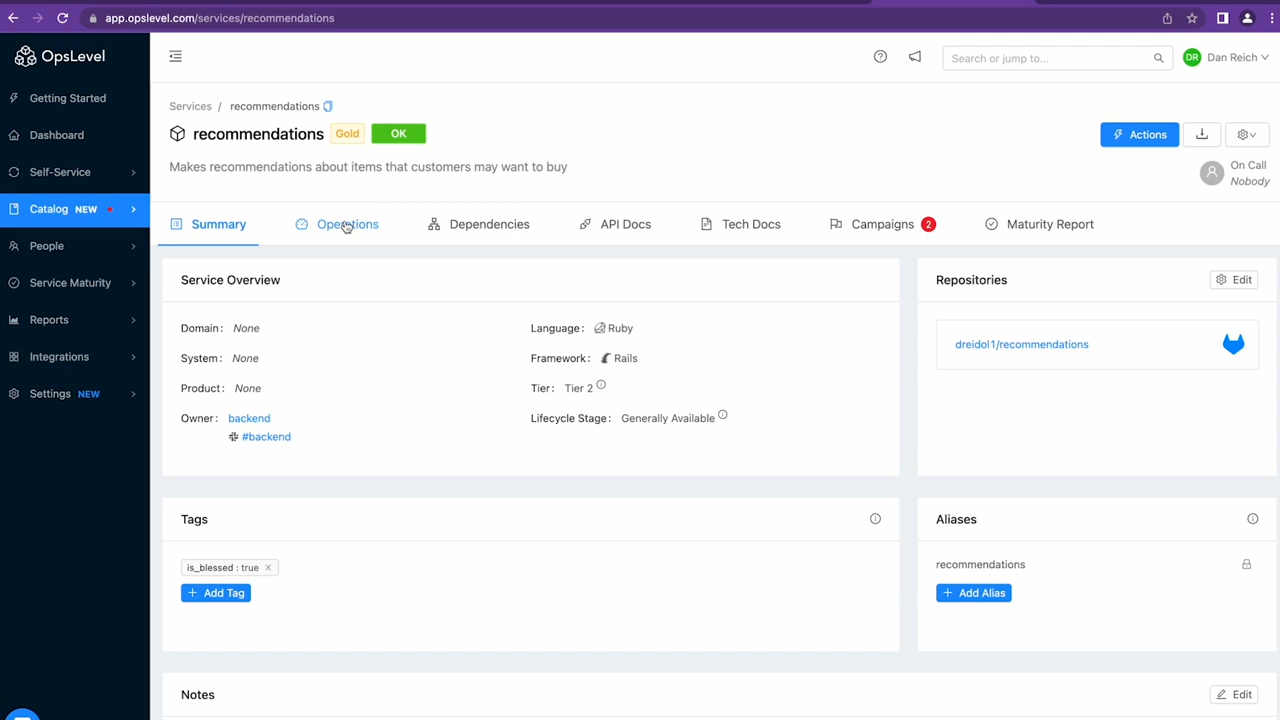 app.opslevel.com/services/recommendations
OpsLevel
Search or jump to...
DR Dan Reich
Getting Started
Dashboard
Self-Service
Catalog NEW
People
Service Maturity
Reports
Integrations
Settings NEW
Services / recommendations
recommendations Gold OK
Actions
Makes recommendations about items that customers may want to buy
On Call
Nobody
Summary Operations Dependencies API Docs Tech Docs Campaigns 2 Maturity Report
Service Overview
Domain: None
System: None
Product: None
Owner: backend
#backend
Language: Ruby
Framework: Rails
Tier: Tier 2
Lifecycle Stage: Generally Available
Repositories
Edit
dreidol1/recommendations
Tags
is_blessed : true ×
+ Add Tag
Aliases
recommendations
+ Add Alias
Notes
Edit